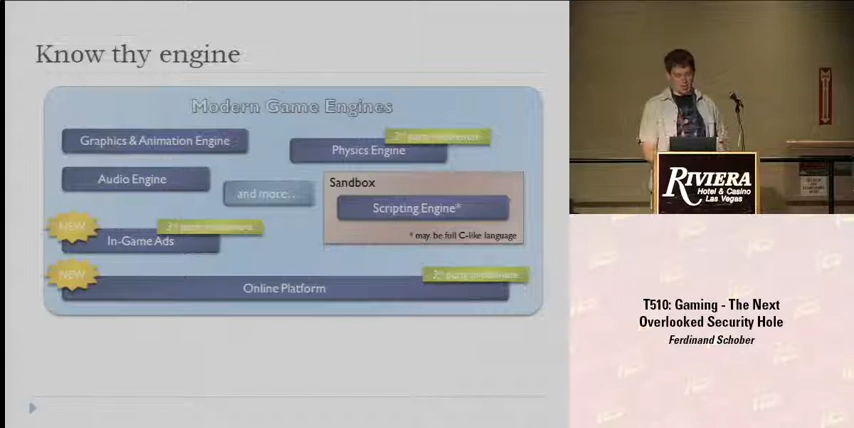 Know thy engine
Modern Game Engines
Graphics & Animation Engine
3rd party middleware
Physics Engine
Audio Engine
and more...
Sandbox
Scripting Engine*
* may be full C-like language
NEW
3rd party middleware
In-Game Ads
NEW
3rd party middleware
Online Platform
RIVIERA
Hotel & Casino
Las Vegas
T510: Gaming - The Next
Overlooked Security Hole
Ferdinand Schober